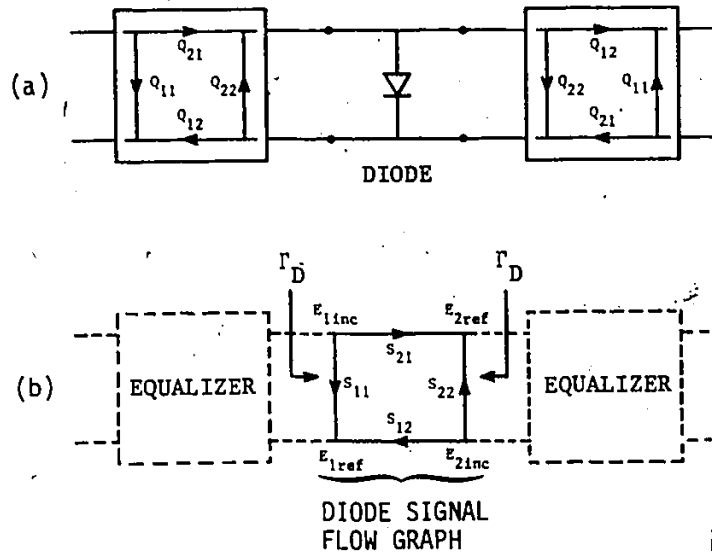 (a)
Q21
Q11
Q22
Q12
DIODE
Q12
Q22
Q11
Q21
(b)
ΓD
ΓD
E1inc
E2ref
EQUALIZER
S21
S11
S22
S12
E1ref
E2inc
EQUALIZER
DIODE SIGNAL
FLOW GRAPH